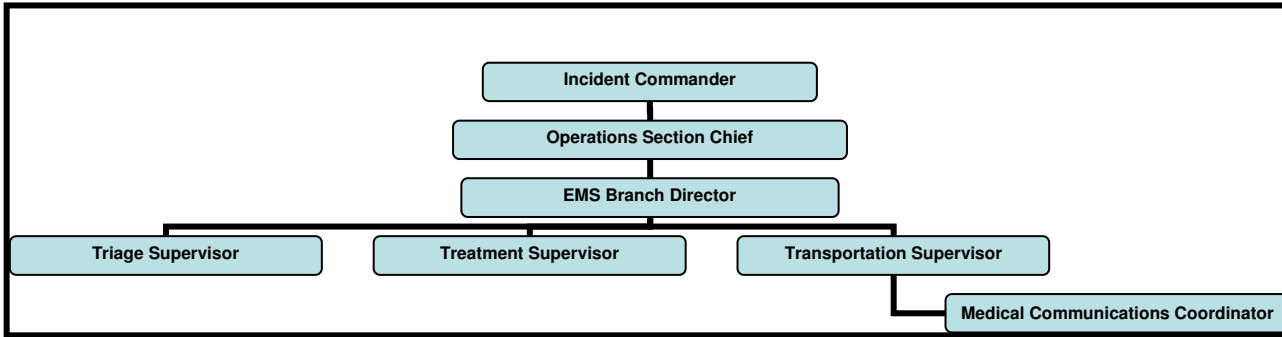 Incident Commander
Operations Section Chief
EMS Branch Director
Triage Supervisor
Treatment Supervisor
Transportation Supervisor
Medical Communications Coordinator